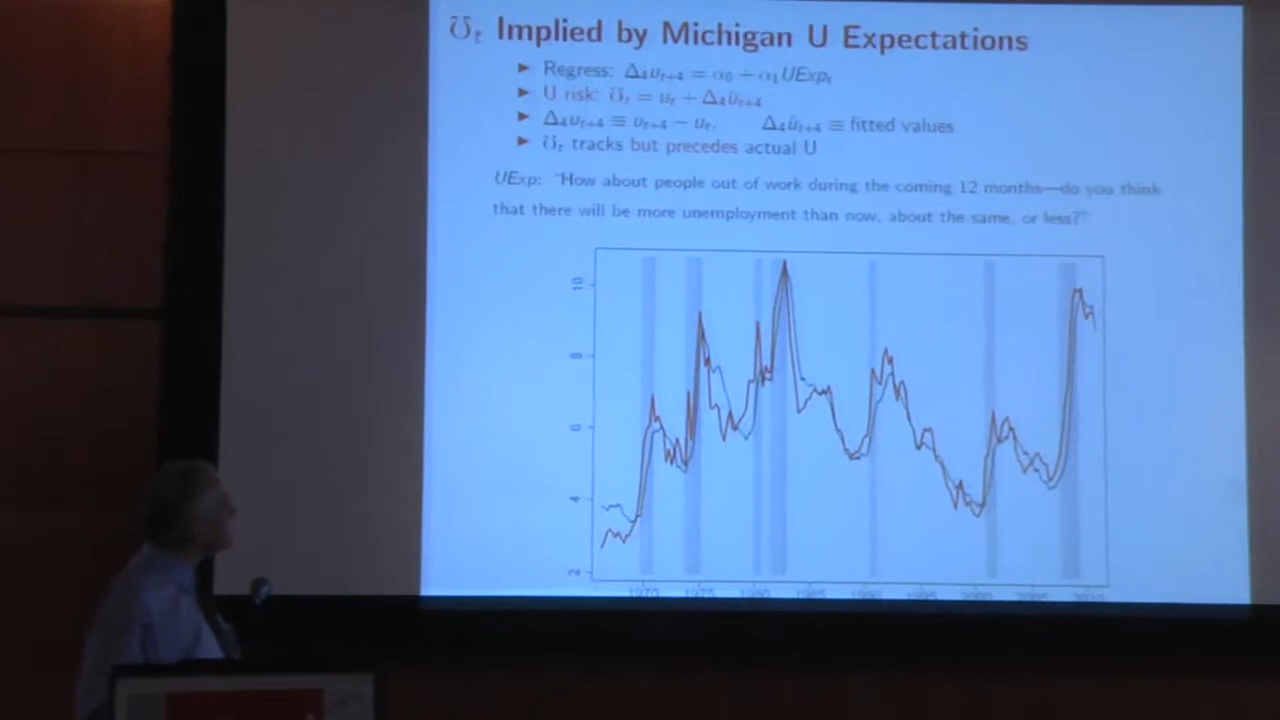 ℧ₜ Implied by Michigan U Expectations
► Regress: Δ₄uₜ₊₄ = α₀ + α₁UExpₜ
► U risk: ℧ₜ = uₜ + Δ₄ûₜ₊₄
► Δ₄uₜ₊₄ ≡ uₜ₊₄ − uₜ, Δ₄ûₜ₊₄ ≡ fitted values
► ℧ₜ tracks but precedes actual U
UExp: "How about people out of work during the coming 12 months—do you think
that there will be more unemployment than now, about the same, or less?"
10
8
6
4
2
1970 1975 1980 1985 1990 1995 2000 2005 2010